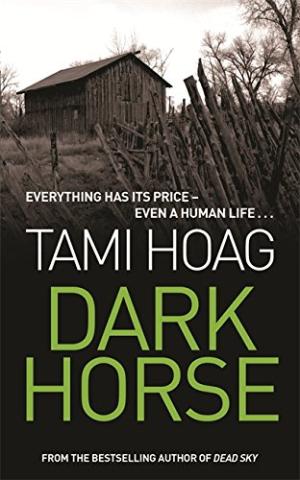 EVERYTHING HAS ITS PRICE –
EVEN A HUMAN LIFE . . .
TAMI HOAG
DARK
HORSE
FROM THE BESTSELLING AUTHOR OF DEAD SKY